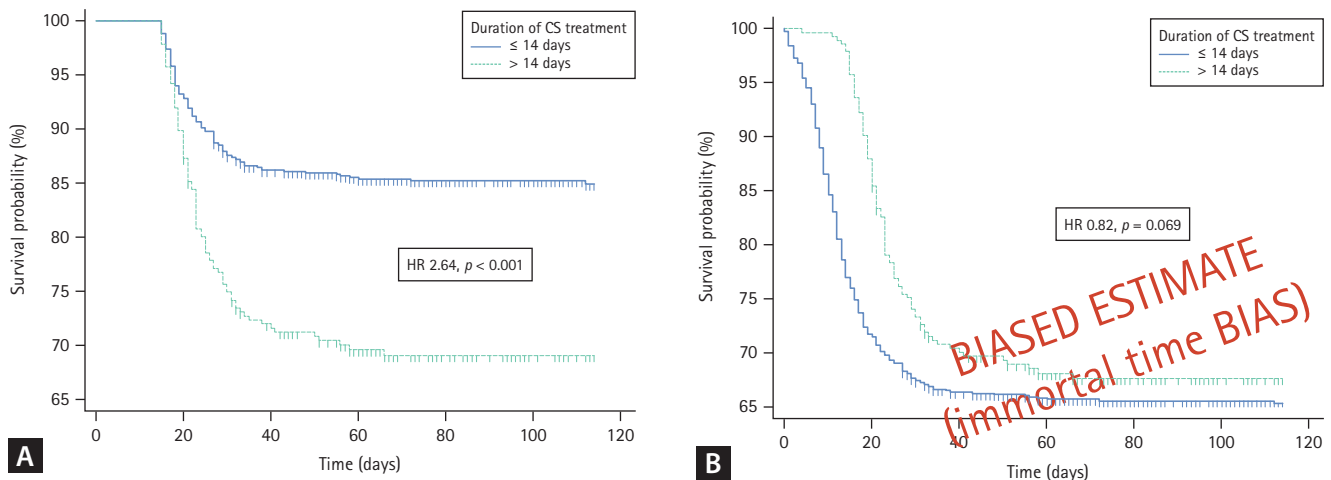 100
95
90
85
80
75
70
65
Survival probability (%)
Duration of CS treatment
≤ 14 days
> 14 days
HR 2.64, p < 0.001
0 20 40 60 80 100 120
Time (days)
A
100
95
90
85
80
75
70
65
Survival probability (%)
Duration of CS treatment
≤ 14 days
> 14 days
HR 0.82, p = 0.069
BIASED ESTIMATE
(immortal time BIAS)
0 20 40 60 80 100 120
Time (days)
B